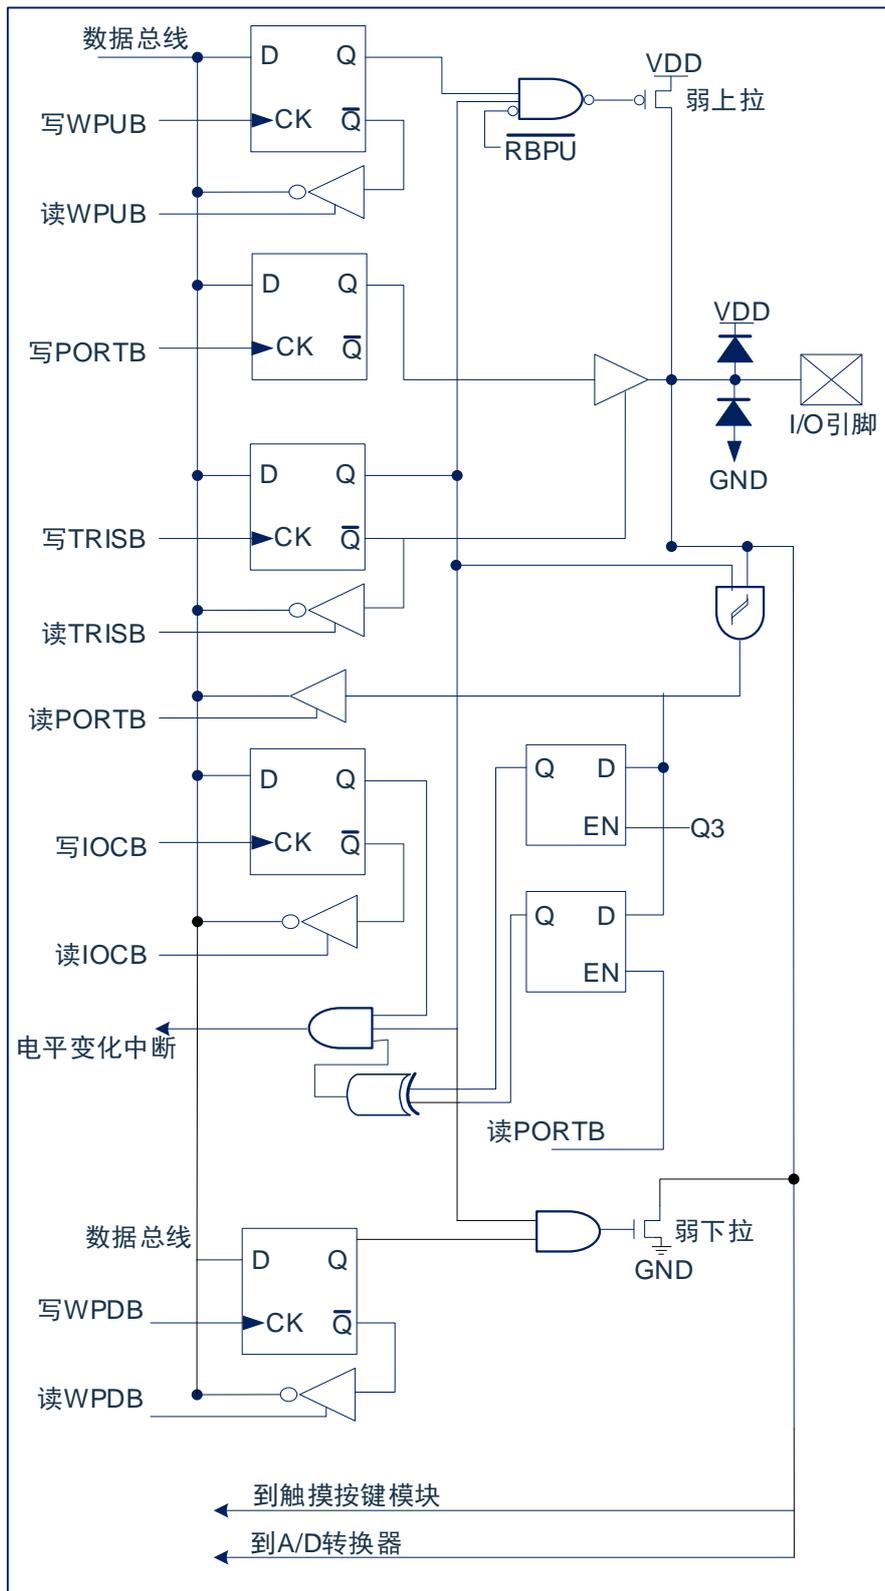 数据总线
D Q
VDD
弱上拉
写WPUB
CK Q
RBPU
读WPUB
D Q
VDD
写PORTB
CK Q
I/O引脚
D Q
GND
写TRISB
CK Q
读TRISB
读PORTB
D Q
Q D
写IOCB
CK Q
EN
Q3
Q D
读IOCB
EN
电平变化中断
读PORTB
数据总线
弱下拉
D Q
GND
写WPDB
CK Q
读WPDB
到触摸按键模块
到A/D转换器